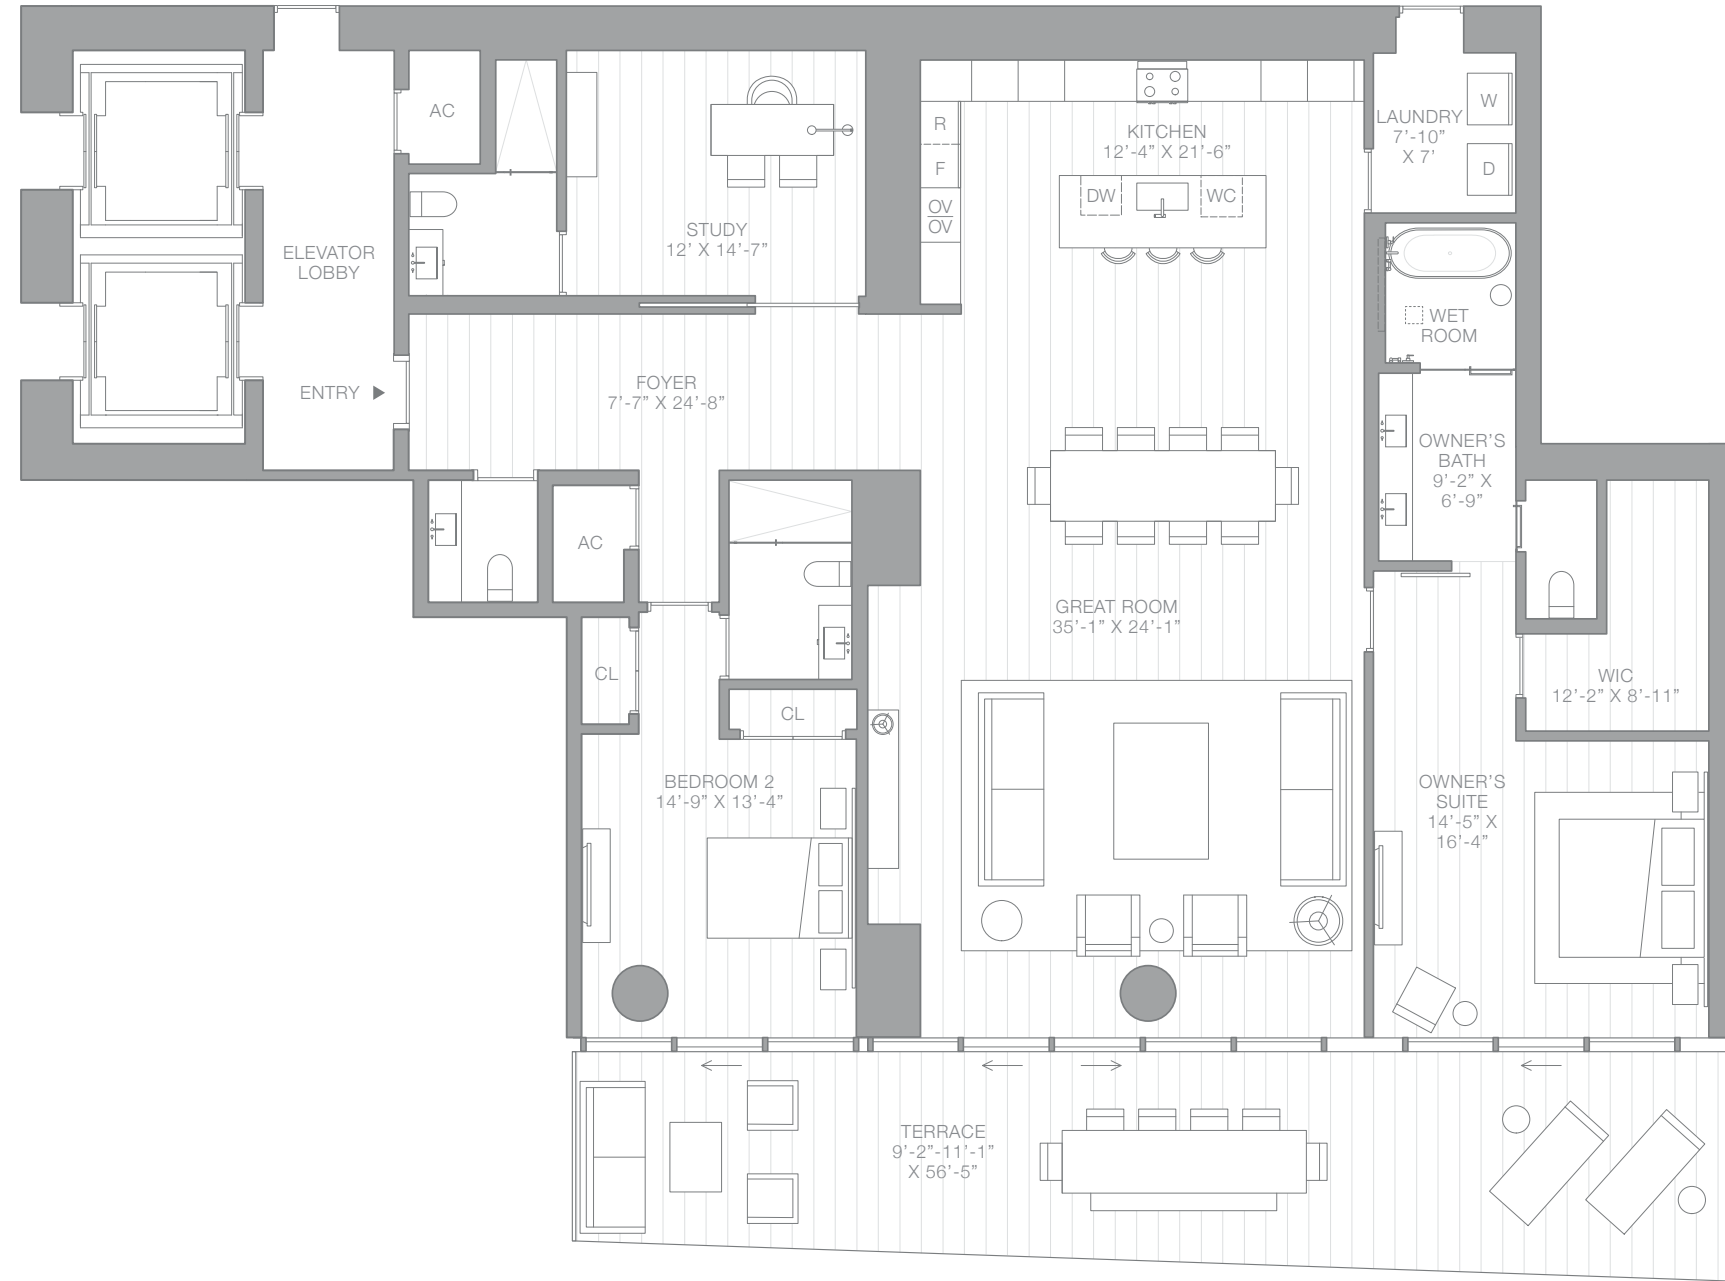 AC
W
LAUNDRY
7'-10"
X 7'
D
R
F
OV
OV
KITCHEN
12'-4" X 21'-6"
DW
WC
STUDY
12' X 14'-7"
ELEVATOR
LOBBY
WET
ROOM
ENTRY
FOYER
7'-7" X 24'-8"
OWNER'S
BATH
9'-2" X
6'-9"
AC
GREAT ROOM
35'-1" X 24'-1"
CL
WIC
12'-2" X 8'-11"
CL
BEDROOM 2
14'-9" X 13'-4"
OWNER'S
SUITE
14'-5" X
16'-4"
TERRACE
9'-2"-11'-1"
X 56'-5"